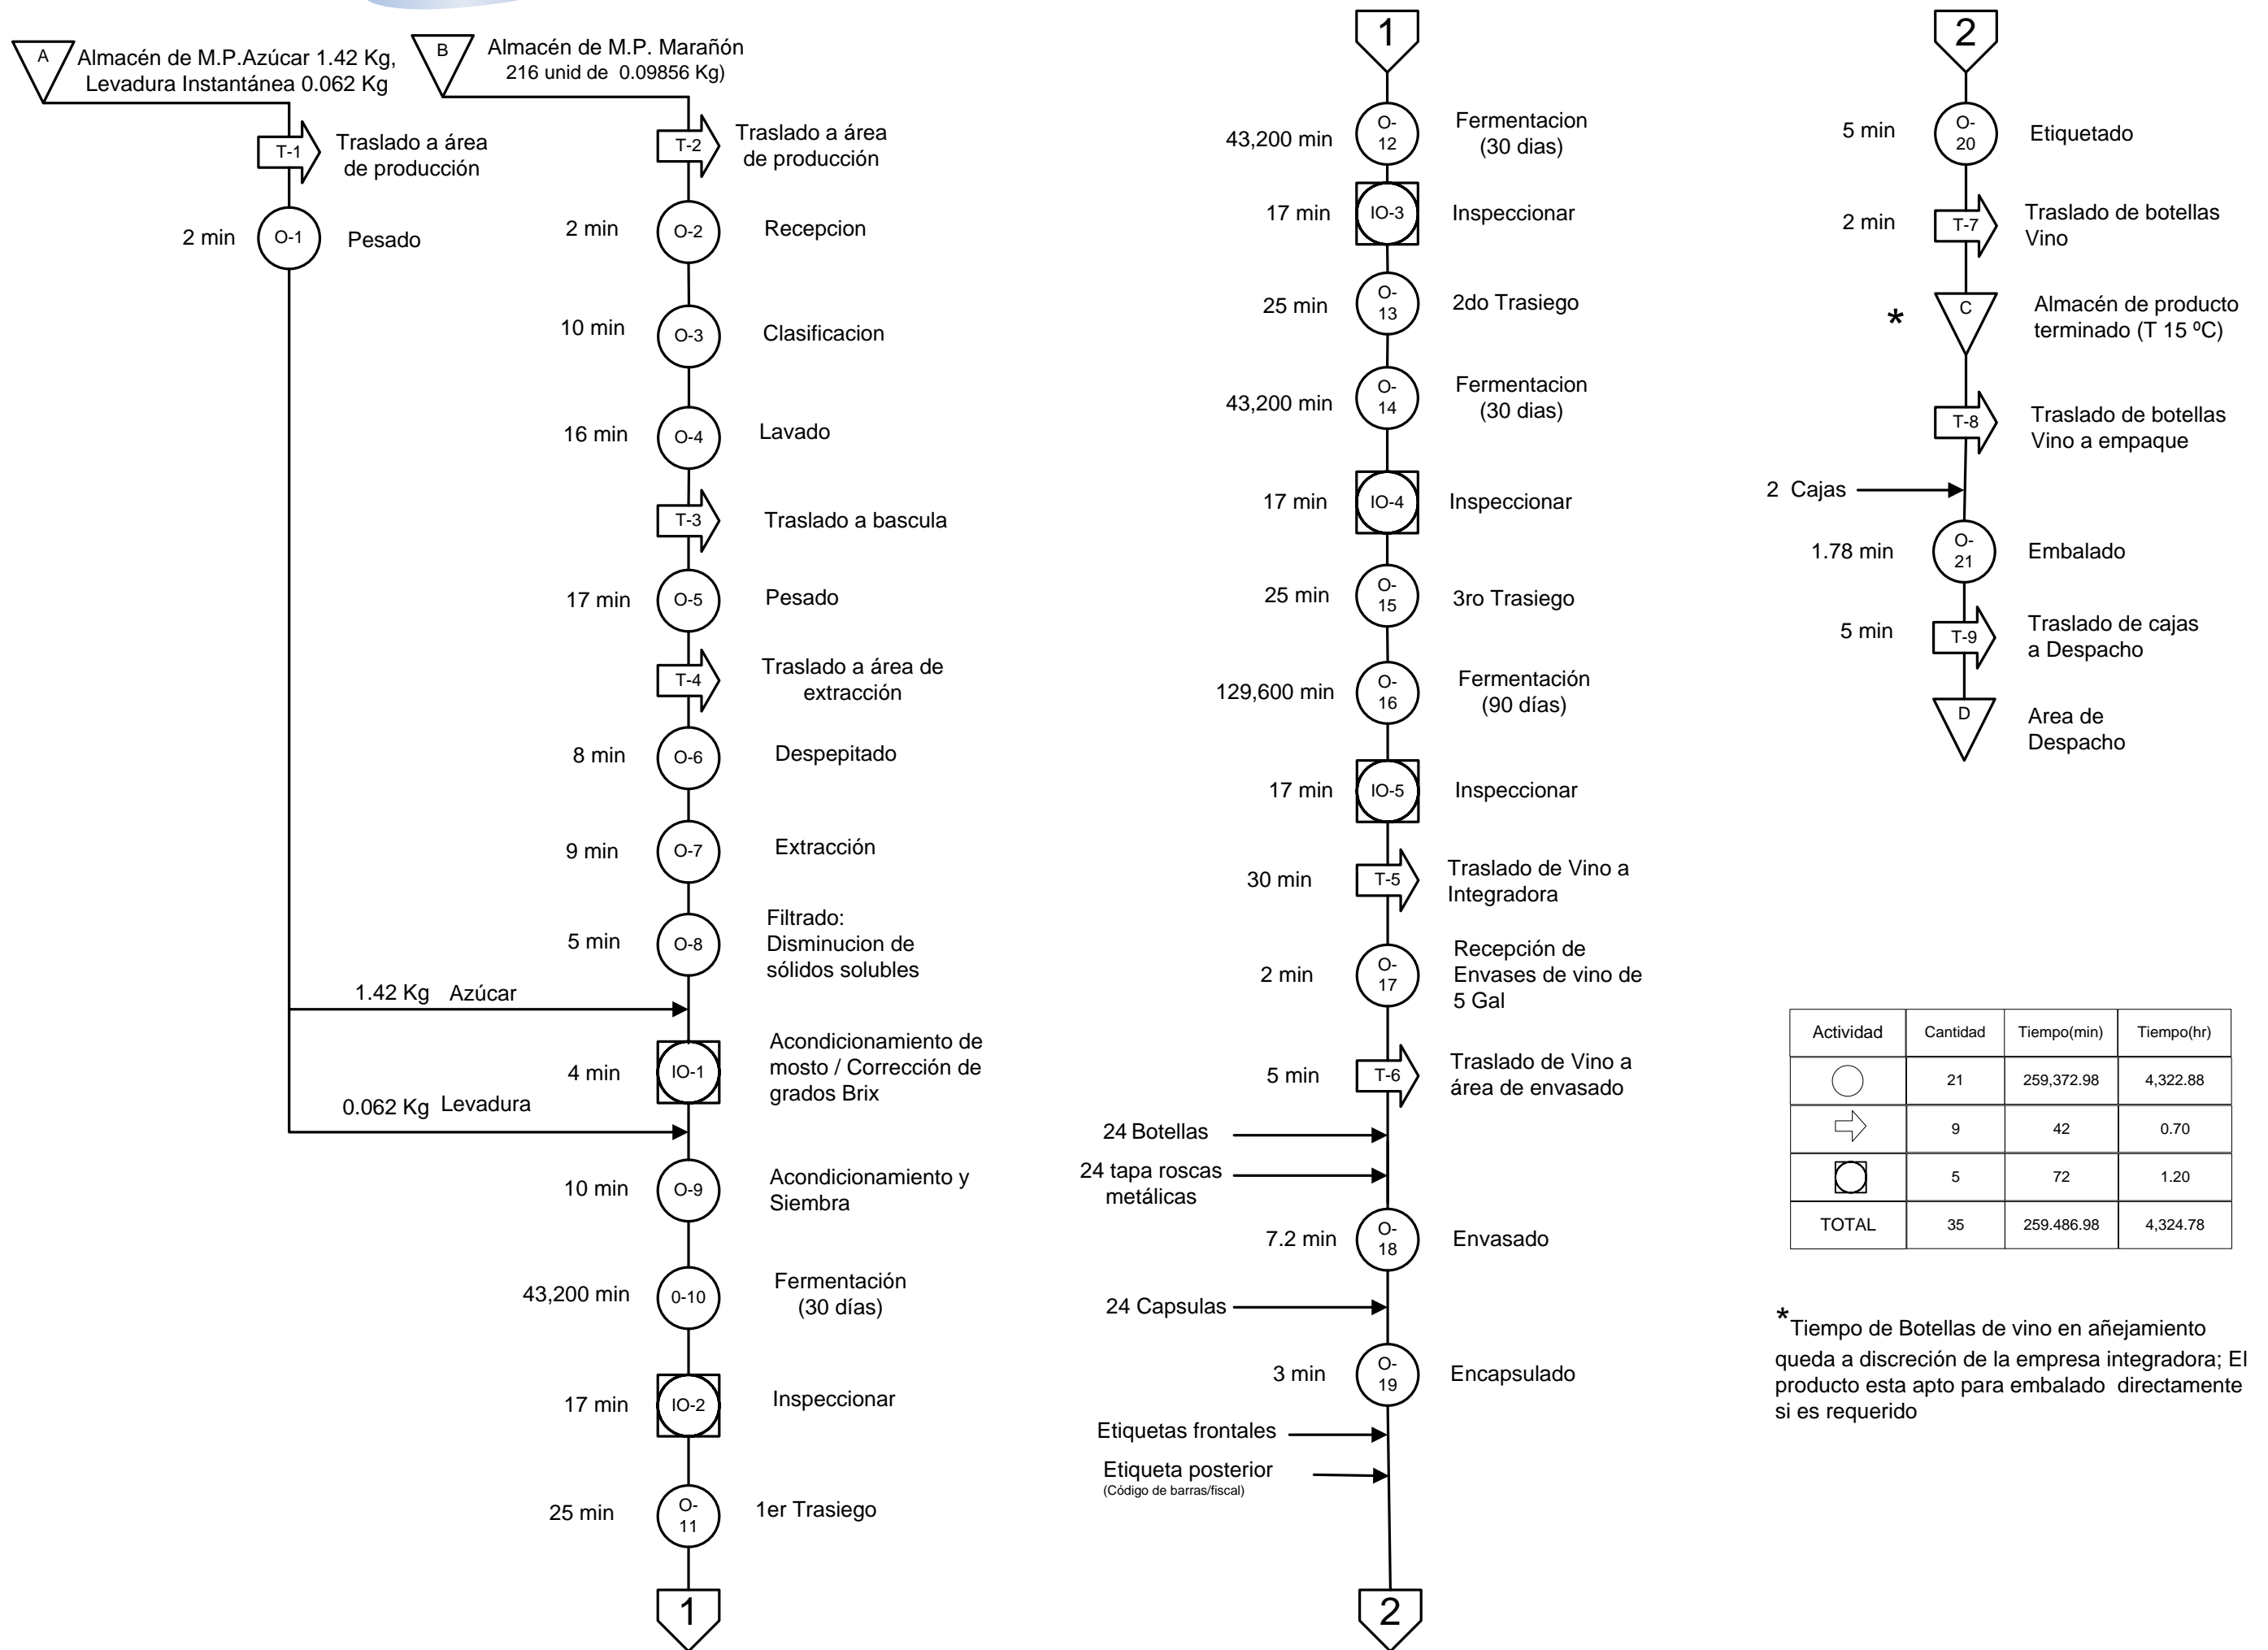 A
Almacén de M.P.Azúcar 1.42 Kg,
Levadura Instantánea 0.062 Kg
T-1
Traslado a área
de producción
2 min
O-1
Pesado
B
Almacén de M.P. Marañón
216 unid de 0.09856 Kg)
T-2
Traslado a área
de producción
2 min
O-2
Recepcion
10 min
O-3
Clasificacion
16 min
O-4
Lavado
T-3
Traslado a bascula
17 min
O-5
Pesado
T-4
Traslado a área de
extracción
8 min
O-6
Despepitado
9 min
O-7
Extracción
5 min
O-8
Filtrado:
Disminucion de
sólidos solubles
1.42 Kg Azúcar
4 min
IO-1
Acondicionamiento de
mosto / Corrección de
grados Brix
0.062 Kg Levadura
10 min
O-9
Acondicionamiento y
Siembra
43,200 min
0-10
Fermentación
(30 días)
17 min
IO-2
Inspeccionar
25 min
O-
11
1er Trasiego
1
1
43,200 min
O-
12
Fermentacion
(30 dias)
17 min
IO-3
Inspeccionar
25 min
O-
13
2do Trasiego
43,200 min
O-
14
Fermentacion
(30 dias)
17 min
IO-4
Inspeccionar
25 min
O-
15
3ro Trasiego
129,600 min
O-
16
Fermentación
(90 días)
17 min
IO-5
Inspeccionar
30 min
T-5
Traslado de Vino a
Integradora
2 min
O-
17
Recepción de
Envases de vino de
5 Gal
5 min
T-6
Traslado de Vino a
área de envasado
24 Botellas
24 tapa roscas
metálicas
7.2 min
O-
18
Envasado
24 Capsulas
3 min
O-
19
Encapsulado
Etiquetas frontales
Etiqueta posterior
(Código de barras/fiscal)
2
2
5 min
O-
20
Etiquetado
2 min
T-7
Traslado de botellas
Vino
*
C
Almacén de producto
terminado (T 15 ºC)
T-8
Traslado de botellas
Vino a empaque
2 Cajas
1.78 min
O-
21
Embalado
5 min
T-9
Traslado de cajas
a Despacho
D
Area de
Despacho
Actividad Cantidad Tiempo(min) Tiempo(hr)
21 259,372.98 4,322.88
9 42 0.70
5 72 1.20
TOTAL 35 259.486.98 4,324.78
*Tiempo de Botellas de vino en añejamiento
queda a discreción de la empresa integradora; El
producto esta apto para embalado directamente
si es requerido